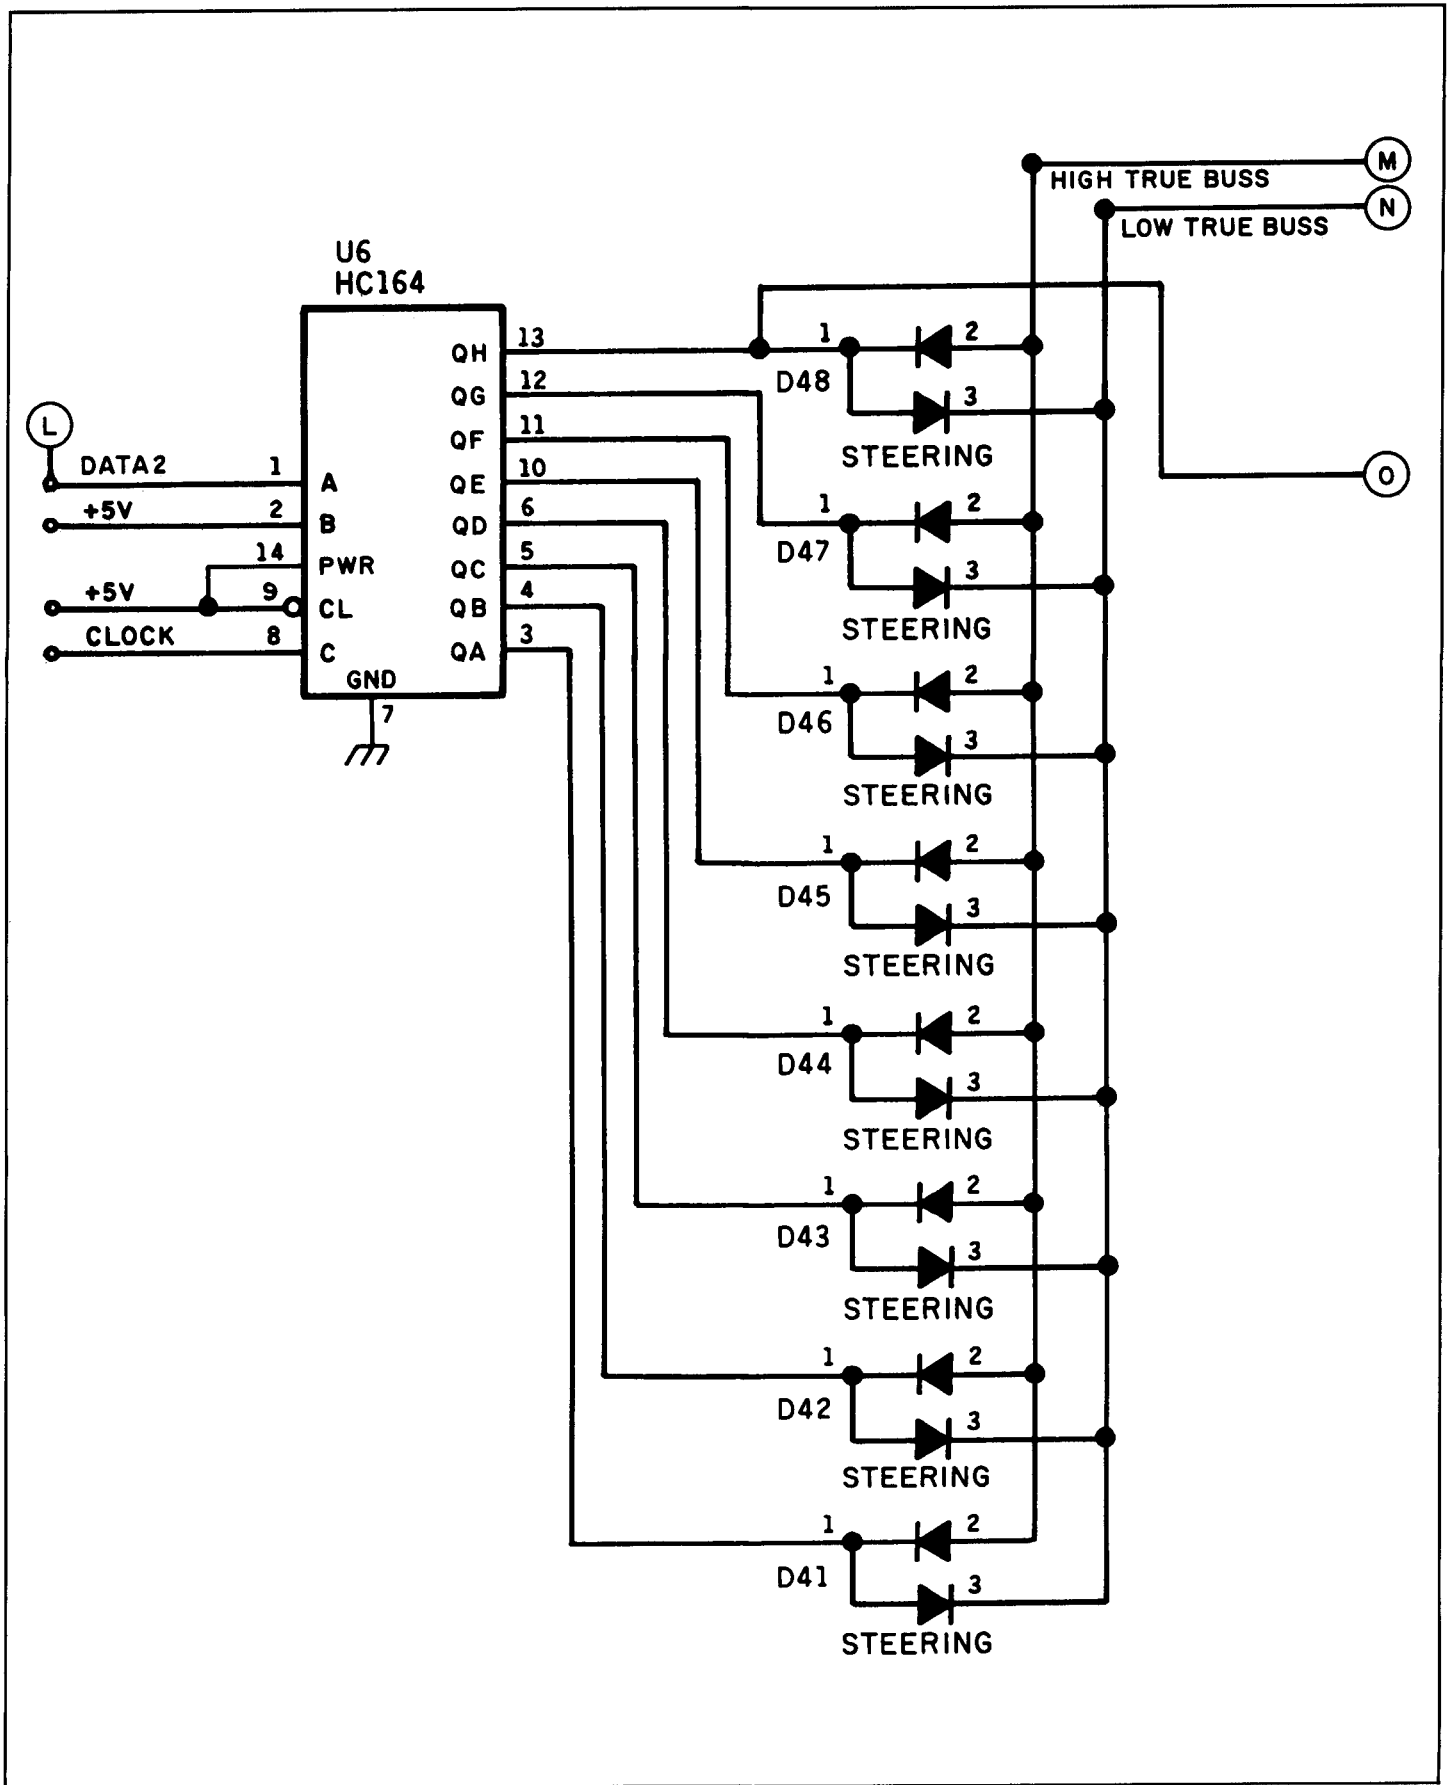 M
HIGH TRUE BUSS
N
LOW TRUE BUSS
U6
HC164
L
DATA2 1 A
+5V 2 B
14 PWR
+5V 9 CL
CLOCK 8 C
GND
7
QH 13
QG 12
QF 11
QE 10
QD 6
QC 5
QB 4
QA 3
1 2
D48
3
STEERING
O
1 2
D47
3
STEERING
1 2
D46
3
STEERING
1 2
D45
3
STEERING
1 2
D44
3
STEERING
1 2
D43
3
STEERING
1 2
D42
3
STEERING
1 2
D41
3
STEERING